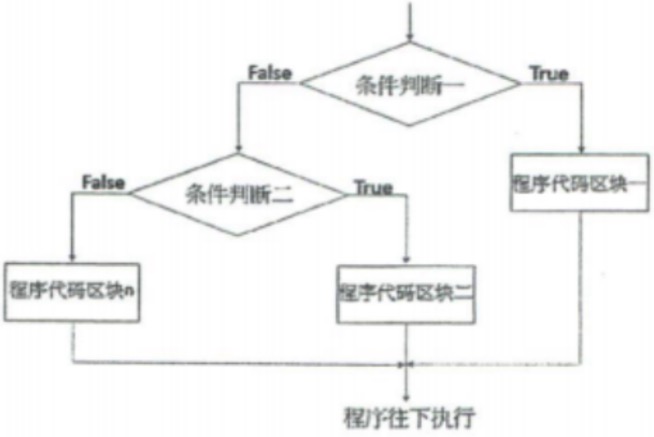 False
True
条件判断一
False
True
条件判断二
程序代码区块一
程序代码区块n
程序代码区块二
程序往下执行